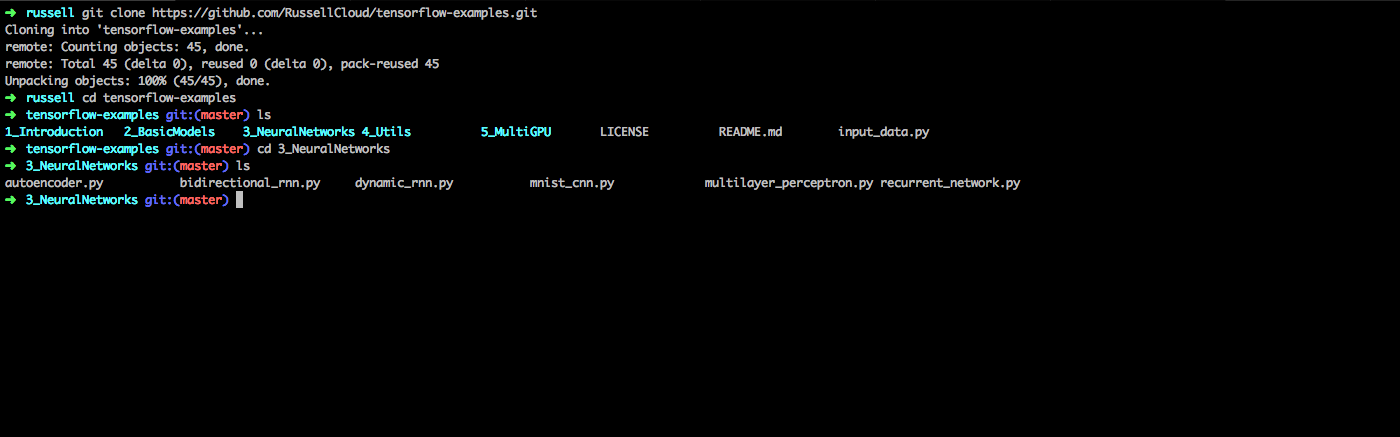 ➜ russell git clone https://github.com/RussellCloud/tensorflow-examples.git
Cloning into 'tensorflow-examples'...
remote: Counting objects: 45, done.
remote: Total 45 (delta 0), reused 0 (delta 0), pack-reused 45
Unpacking objects: 100% (45/45), done.
➜ russell cd tensorflow-examples
➜ tensorflow-examples git:(master) ls
1_Introduction 2_BasicModels 3_NeuralNetworks 4_Utils 5_MultiGPU LICENSE README.md input_data.py
➜ tensorflow-examples git:(master) cd 3_NeuralNetworks
➜ 3_NeuralNetworks git:(master) ls
autoencoder.py bidirectional_rnn.py dynamic_rnn.py mnist_cnn.py multilayer_perceptron.py recurrent_network.py
➜ 3_NeuralNetworks git:(master)